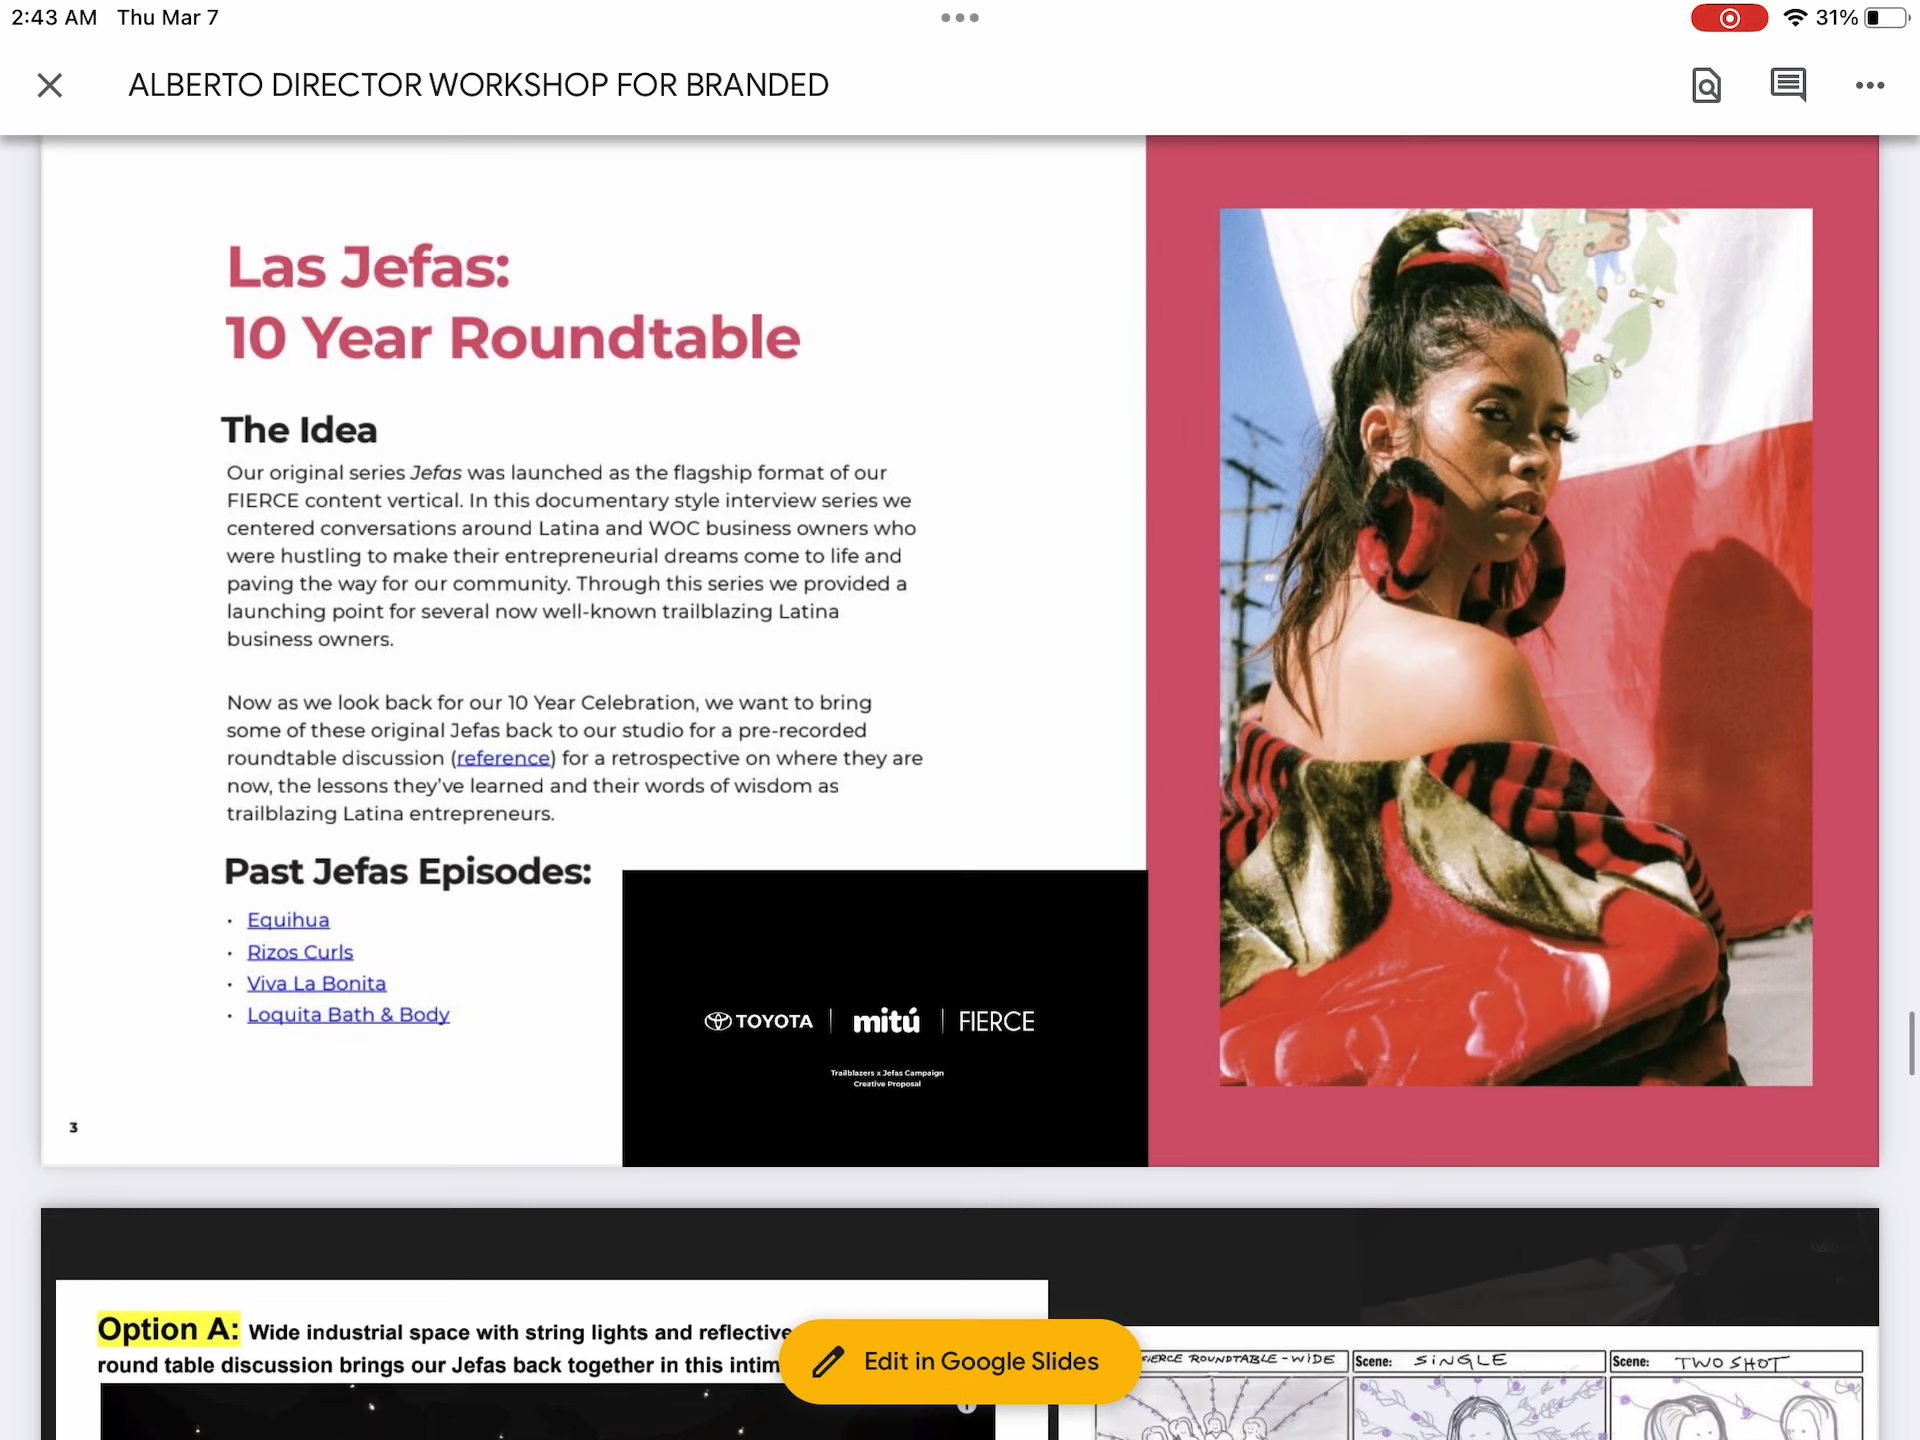 2:43 AM Thu Mar 7
31%
ALBERTO DIRECTOR WORKSHOP FOR BRANDED
Las Jefas:
10 Year Roundtable
The Idea
Our original series Jefas was launched as the flagship format of our
FIERCE content vertical. In this documentary style interview series we
centered conversations around Latina and WOC business owners who
were hustling to make their entrepreneurial dreams come to life and
paving the way for our community. Through this series we provided a
launching point for several now well-known trailblazing Latina
business owners.
Now as we look back for our 10 Year Celebration, we want to bring
some of these original Jefas back to our studio for a pre-recorded
roundtable discussion (reference) for a retrospective on where they are
now, the lessons they've learned and their words of wisdom as
trailblazing Latina entrepreneurs.
Past Jefas Episodes:
• Equihua
• Rizos Curls
• Viva La Bonita
• Loquita Bath & Body
TOYOTA | mitú | FIERCE
Trailblazers x Jefas Campaign
Creative Proposal
3
Option A: Wide industrial space with string lights and reflective
round table discussion brings our Jefas back together in this
Edit in Google Slides
ROUNDTABLE - WIDE
Scene: SINGLE
Scene: TWO SHOT